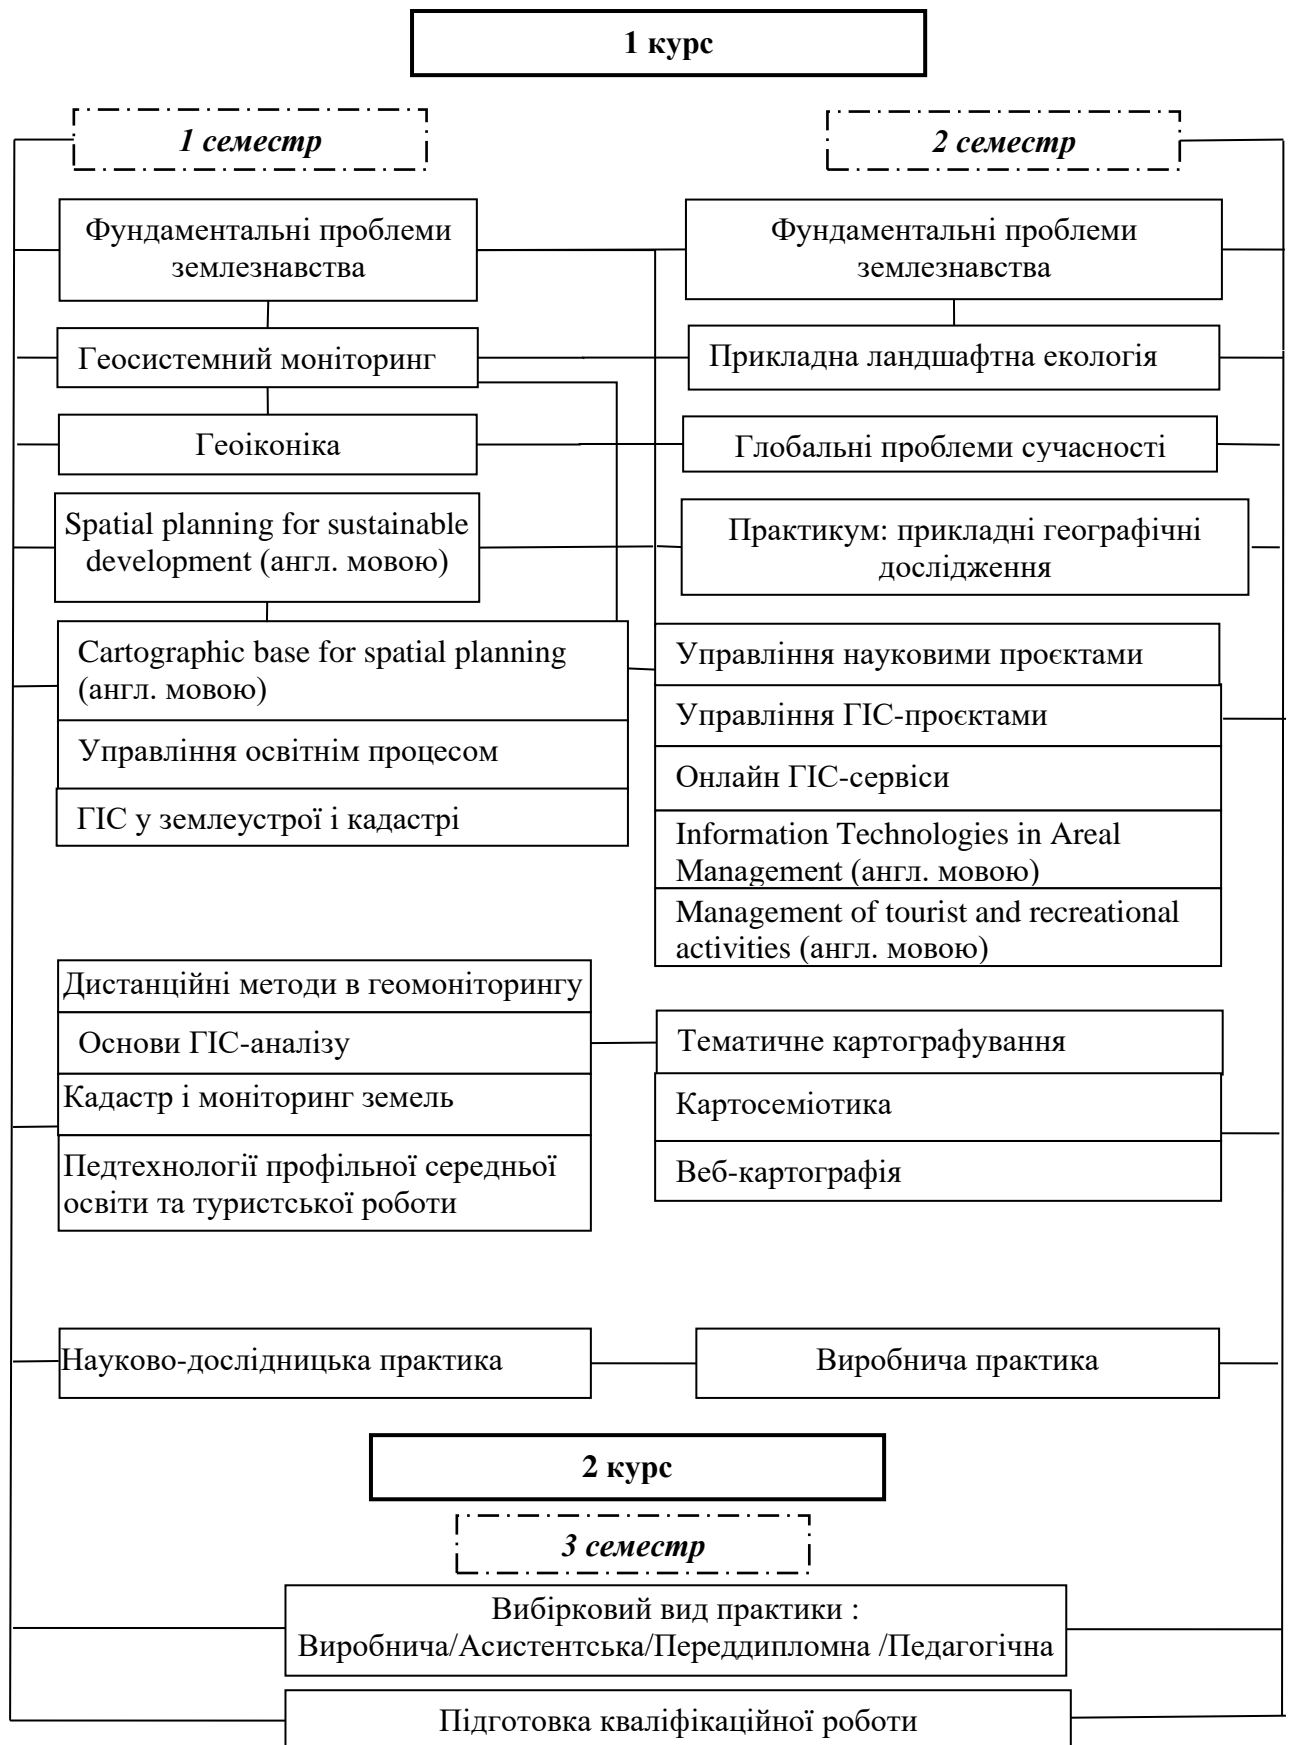 1 курс
1 семестр
2 семестр
Фундаментальні проблеми
землезнавства
Фундаментальні проблеми
землезнавства
Геосистемний моніторинг
Прикладна ландшафтна екологія
Геоіконіка
Глобальні проблеми сучасності
Spatial planning for sustainable
development (англ. мовою)
Практикум: прикладні географічні
дослідження
Cartographic base for spatial planning
(англ. мовою)
Управління освітнім процесом
ГІС у землеустрої і кадастрі
Управління науковими проєктами
Управління ГІС-проєктами
Онлайн ГІС-сервіси
Information Technologies in Areal
Management (англ. мовою)
Management of tourist and recreational
activities (англ. мовою)
Дистанційні методи в геомоніторингу
Основи ГІС-аналізу
Кадастр і моніторинг земель
Педтехнології профільної середньої
освіти та туристської роботи
Тематичне картографування
Картосеміотика
Веб-картографія
Науково-дослідницька практика
Виробнича практика
2 курс
3 семестр
Вибірковий вид практики :
Виробнича/Асистентська/Переддипломна /Педагогічна
Підготовка кваліфікаційної роботи